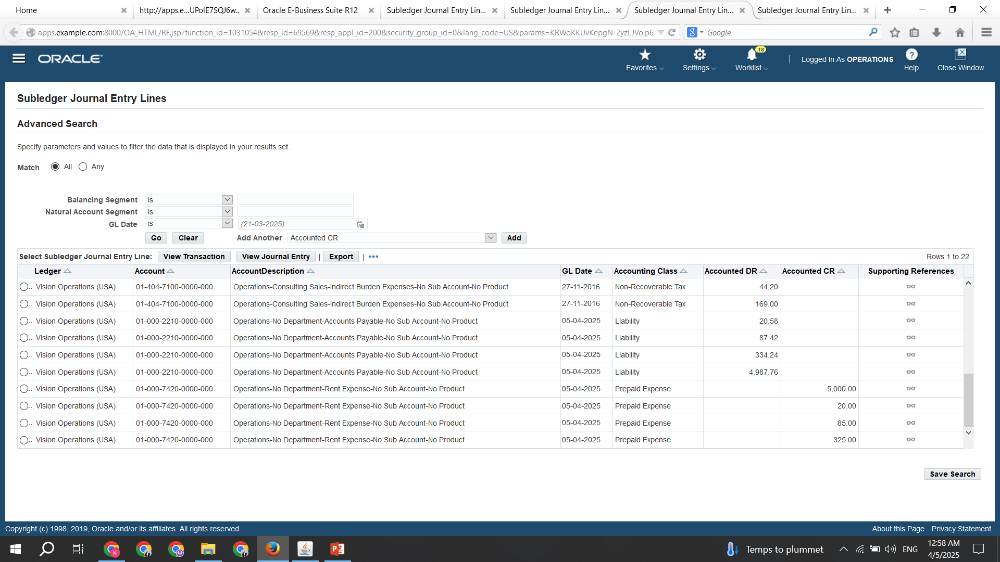 Home
http://apps.e...UPoIE7SQJ6w..
Oracle E-Business Suite R12
Subledger Journal Entry Lin...
Subledger Journal Entry Lin...
Subledger Journal Entry Lin...
Subledger Journal Entry Lin...
apps.example.com:8000/OA_HTML/RF.jsp?function_id=1031054&resp_id=69569&resp_appl_id=200&security_group_id=0&lang_code=US&params=KRWoKKUvKepgN-2yzLJVo.p6
8 Google
ORACLE
Favorites
Settings
18
Worklist
Logged In As OPERATIONS
Help
Close Window
Subledger Journal Entry Lines
Advanced Search
Specify parameters and values to filter the data that is displayed in your results set.
Match All Any
Balancing Segment is
Natural Account Segment is
GL Date is (21-03-2025)
Go Clear Add Another Accounted CR Add
Select Subledger Journal Entry Line: View Transaction View Journal Entry | Export | ••• Rows 1 to 22
Ledger Account AccountDescription GL Date Accounting Class Accounted DR Accounted CR Supporting References
Vision Operations (USA) 01-404-7100-0000-000 Operations-Consulting Sales-Indirect Burden Expenses-No Sub Account-No Product 27-11-2016 Non-Recoverable Tax 44.20
Vision Operations (USA) 01-404-7100-0000-000 Operations-Consulting Sales-Indirect Burden Expenses-No Sub Account-No Product 27-11-2016 Non-Recoverable Tax 169.00
Vision Operations (USA) 01-000-2210-0000-000 Operations-No Department-Accounts Payable-No Sub Account-No Product 05-04-2025 Liability 20.58
Vision Operations (USA) 01-000-2210-0000-000 Operations-No Department-Accounts Payable-No Sub Account-No Product 05-04-2025 Liability 87.42
Vision Operations (USA) 01-000-2210-0000-000 Operations-No Department-Accounts Payable-No Sub Account-No Product 05-04-2025 Liability 334.24
Vision Operations (USA) 01-000-2210-0000-000 Operations-No Department-Accounts Payable-No Sub Account-No Product 05-04-2025 Liability 4,987.76
Vision Operations (USA) 01-000-7420-0000-000 Operations-No Department-Rent Expense-No Sub Account-No Product 05-04-2025 Prepaid Expense 5,000.00
Vision Operations (USA) 01-000-7420-0000-000 Operations-No Department-Rent Expense-No Sub Account-No Product 05-04-2025 Prepaid Expense 20.00
Vision Operations (USA) 01-000-7420-0000-000 Operations-No Department-Rent Expense-No Sub Account-No Product 05-04-2025 Prepaid Expense 85.00
Vision Operations (USA) 01-000-7420-0000-000 Operations-No Department-Rent Expense-No Sub Account-No Product 05-04-2025 Prepaid Expense 325.00
Save Search
Copyright (c) 1998, 2019, Oracle and/or its affiliates. All rights reserved. About this Page Privacy Statement
K
Temps to plummet
ENG
12:58 AM
4/5/2025